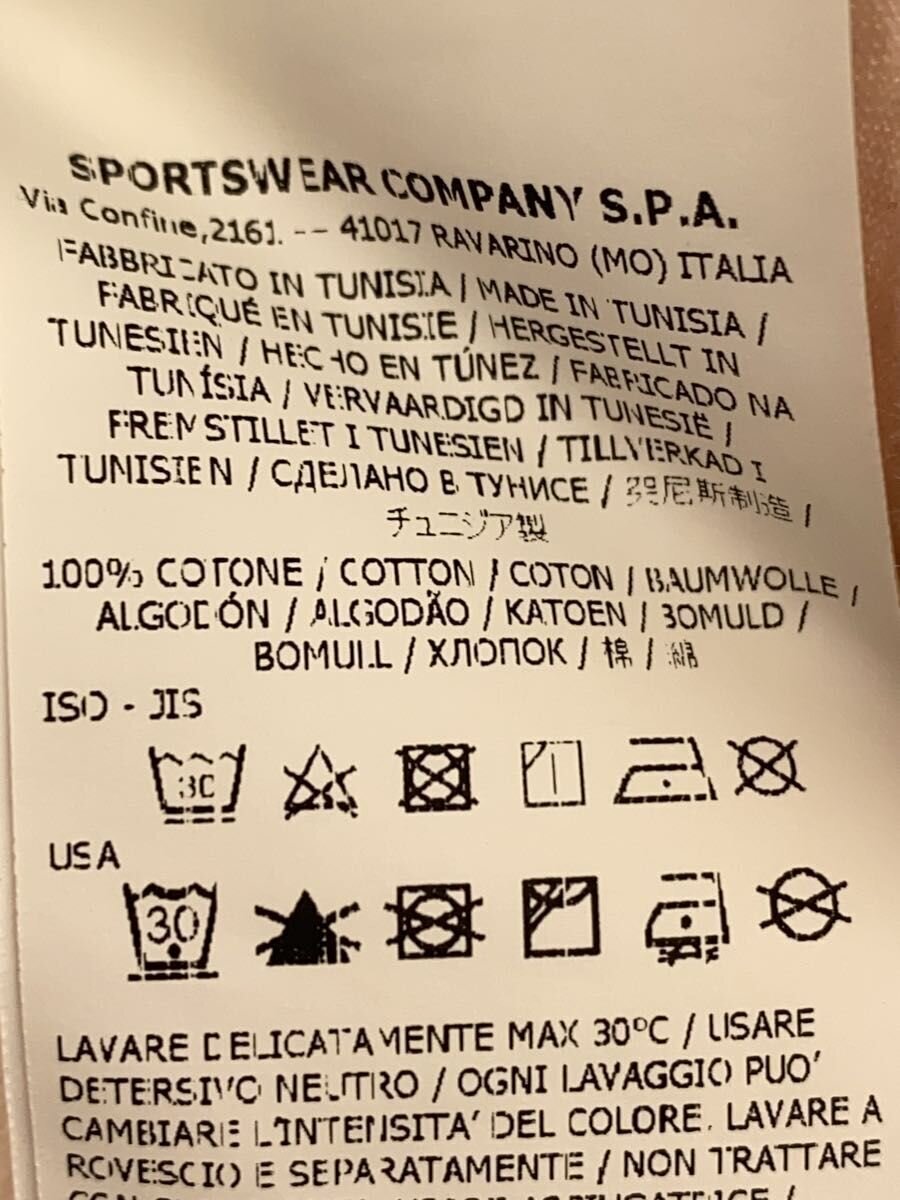 SPORTSWEAR COMPANY S.P.A.
Via Confine,2161. -- 41017 RAVARINO (MO) ITALIA
FABBRICATO IN TUNISIA / MADE IN TUNISIA /
FABRIQUÉ EN TUNISIE / HERGESTELLT IN
TUNESIEN / HECHO EN TÚNEZ / FABRICADO NA
TUNÍSIA / VERVAARDIGD IN TUNESIË /
FREMSTILLET I TUNESIEN / TILLVERKAD I
TUNISIEN / СДЕЛАНО В ТУНИСЕ / 突尼斯制造 /
チュニジア製
100% COTONE / COTTON / COTON / BAUMWOLLE /
ALGODÓN / ALGODÃO / KATOEN / BOMULD /
BOMULL / ХЛОПОК / 棉 / 綿
ISO - JIS
30
USA
30
LAVARE DELICATAMENTE MAX 30°C / USARE
DETERSIVO NEUTRO / OGNI LAVAGGIO PUO'
CAMBIARE L'INTENSITA' DEL COLORE. LAVARE A
ROVESCIO E SEPARATAMENTE / NON TRATTARE